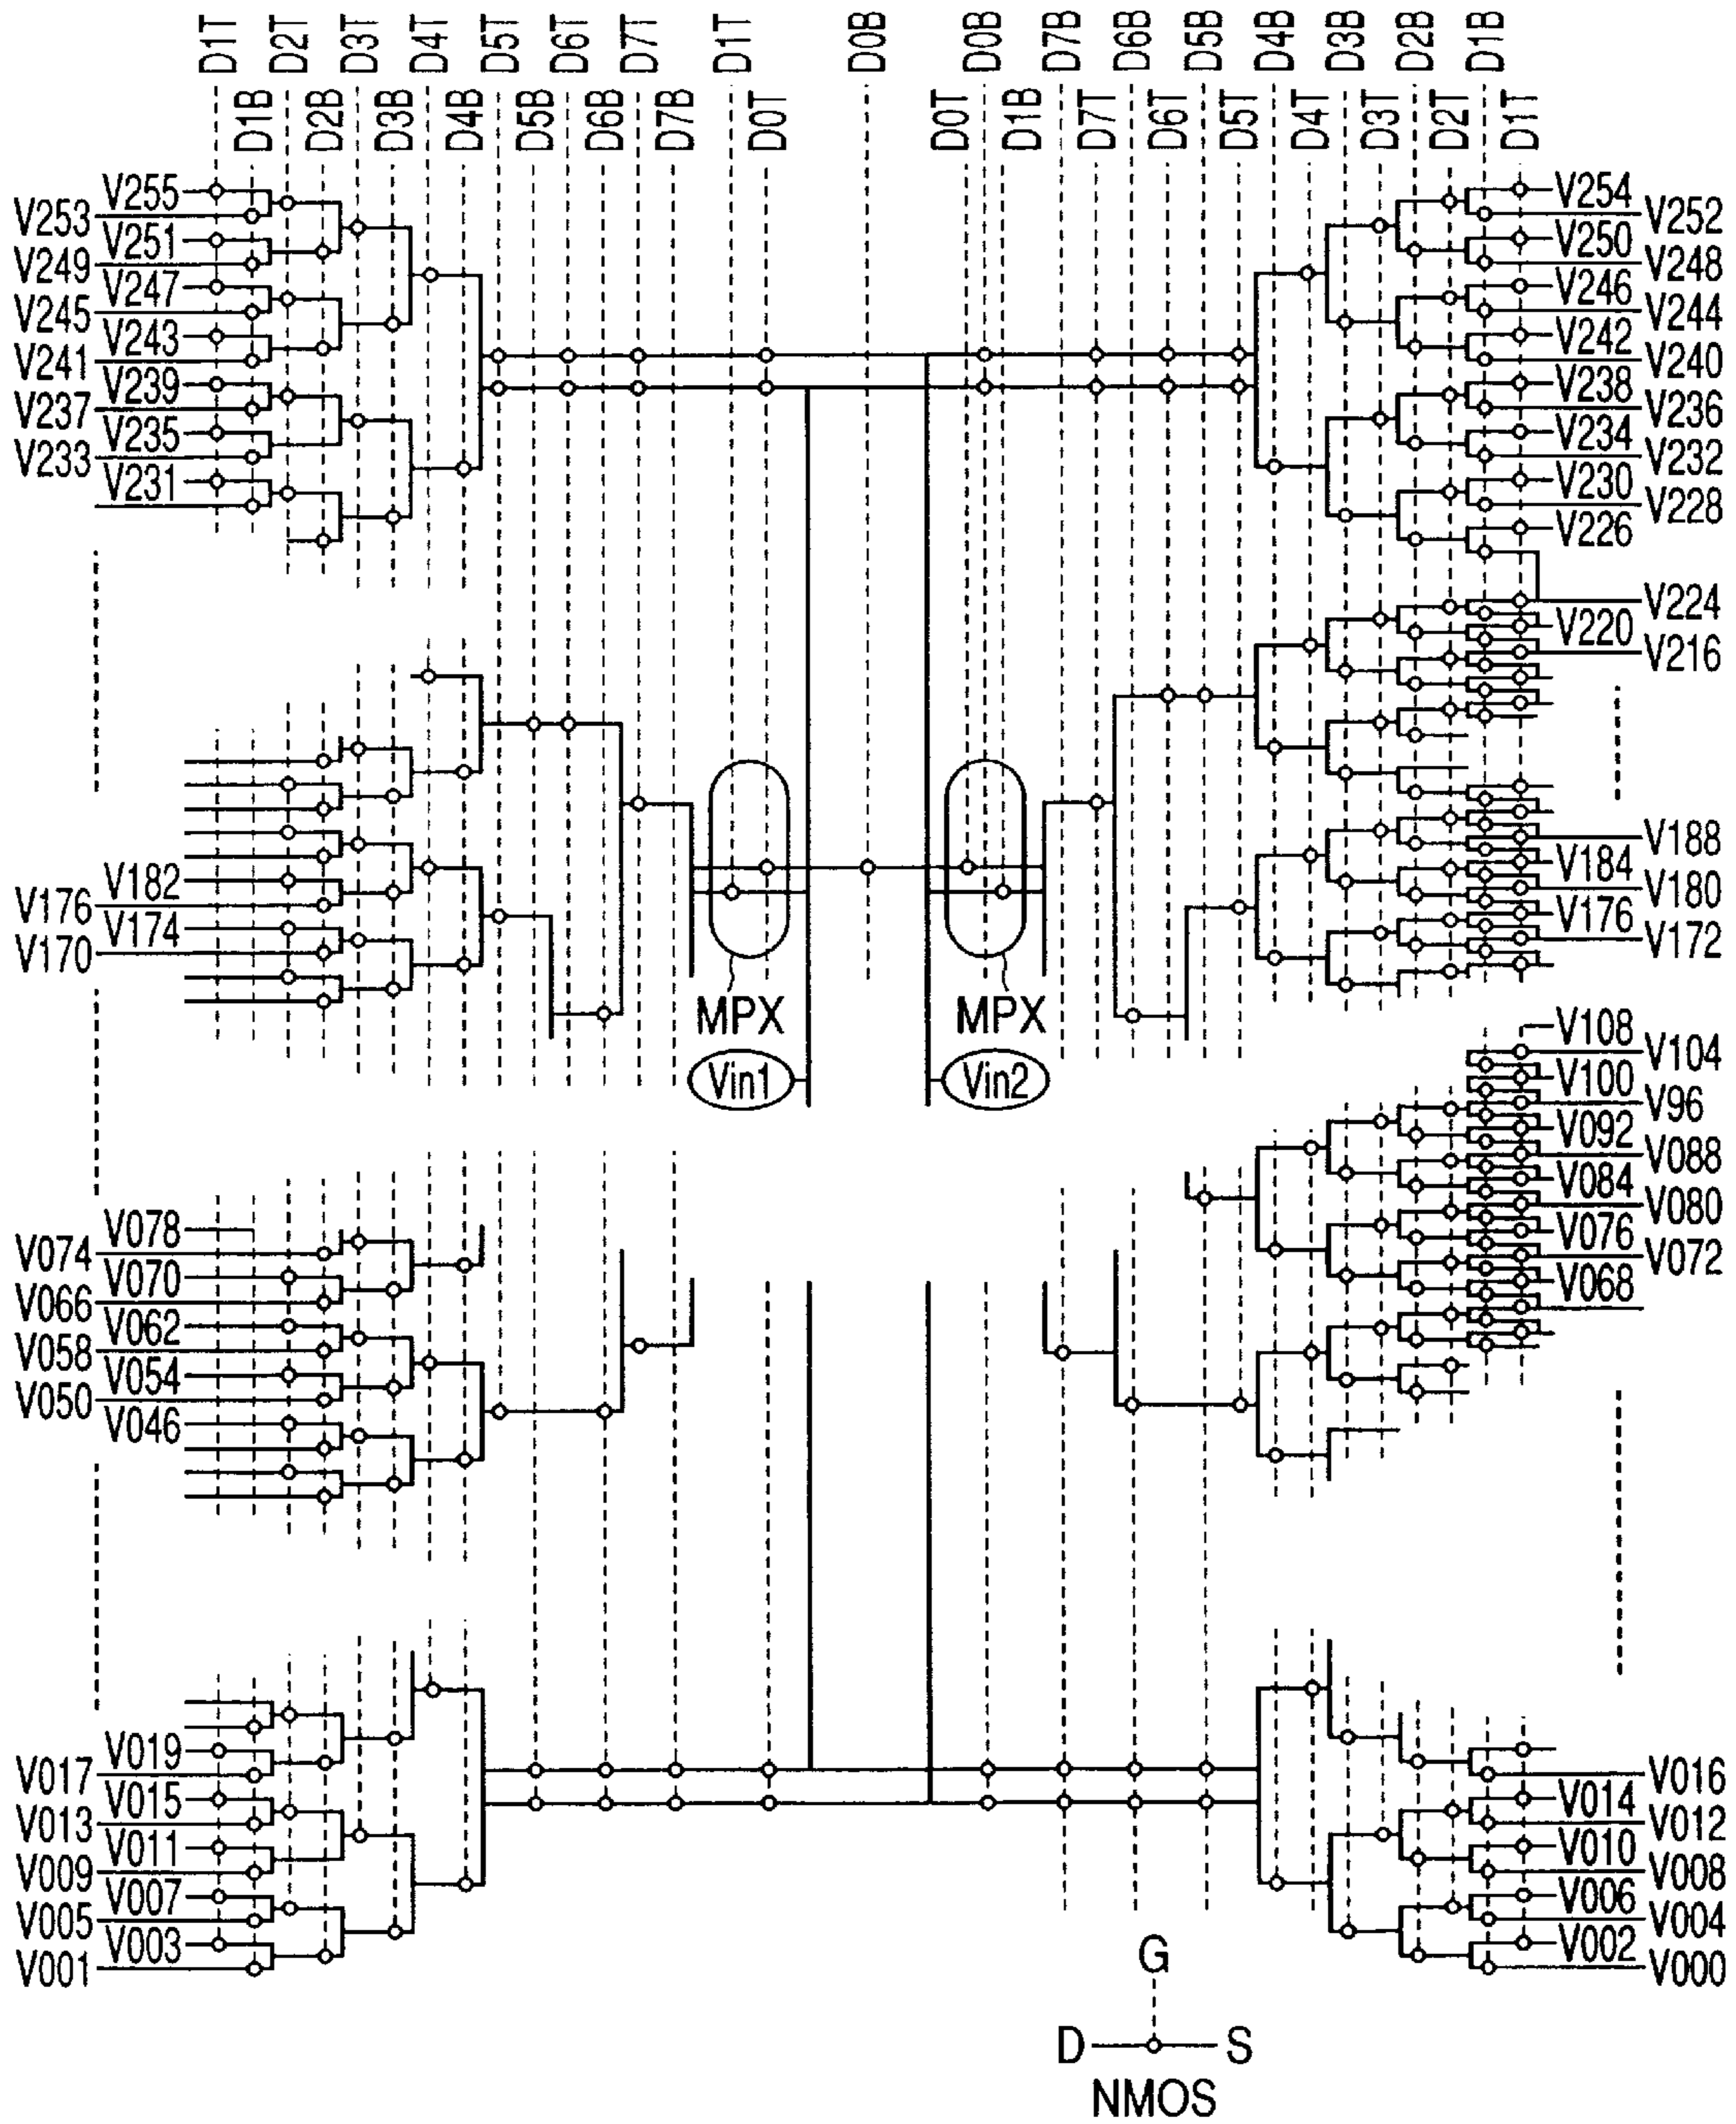 D1T D2T D3T D4T D5T D6T D7T D1T D0B D0B D7B D6B D5B D4B D3B D2B D1B
D1B D2B D3B D4B D5B D6B D7B D0T D0T D1B D7T D6T D5T D4T D3T D2T D1T
V255
V253
V251
V249
V247
V245
V243
V241
V239
V237
V235
V233
V231
V182
V176
V174
V170
V078
V074
V070
V066
V062
V058
V054
V050
V046
V019
V017
V015
V013
V011
V009
V007
V005
V003
V001
MPX
MPX
Vin1
Vin2
V254
V252
V250
V248
V246
V244
V242
V240
V238
V236
V234
V232
V230
V228
V226
V224
V220
V216
V188
V184
V180
V176
V172
V108
V104
V100
V96
V092
V088
V084
V080
V076
V072
V068
V016
V014
V012
V010
V008
V006
V004
V002
V000
G
D S
NMOS